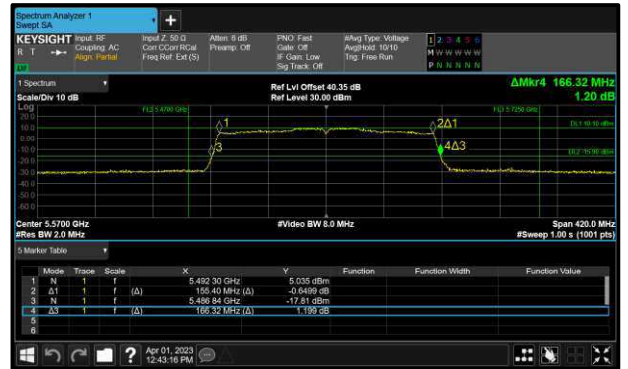 Spectrum Analyzer 1
Swept SA
+
KEYSIGHT Input: RF Input Z: 50 Ω Atten: 6 dB PNO: Fast #Avg Type: Voltage 1 2 3 4 5 6
R T Coupling: AC Corr CCorr RCal Preamp: Off Gate: Off Avg|Hold: 10/10 M W W W W W
Align: Partial Freq Ref: Ext (S) IF Gain: Low Trig: Free Run
Sig Track: Off P N N N N N
1 Spectrum
Ref Lvl Offset 40.35 dB
ΔMkr4 166.32 MHz
Scale/Div 10 dB
Ref Level 30.00 dBm
1.20 dB
Log
20.0
10.0
0.00
-10.0
-20.0
-30.0
-40.0
-50.0
-60.0
1
2Δ1
3
4Δ3
DL1 10.10 dBm
DL2 -15.90 dBm
Center 5.5700 GHz #Video BW 8.0 MHz Span 420.0 MHz
#Res BW 2.0 MHz #Sweep 1.00 s (1001 pts)
5 Marker Table
Mode Trace Scale X Y Function Function Width Function Value
1 N 1 f 5.492 30 GHz 5.035 dBm
2 Δ1 1 f (Δ) 155.40 MHz (Δ) -0.6499 dB
3 N 1 f 5.486 84 GHz -17.81 dBm
4 Δ3 1 f (Δ) 166.32 MHz (Δ) 1.199 dB
5
6
?
Apr 01, 2023
12:43:16 PM